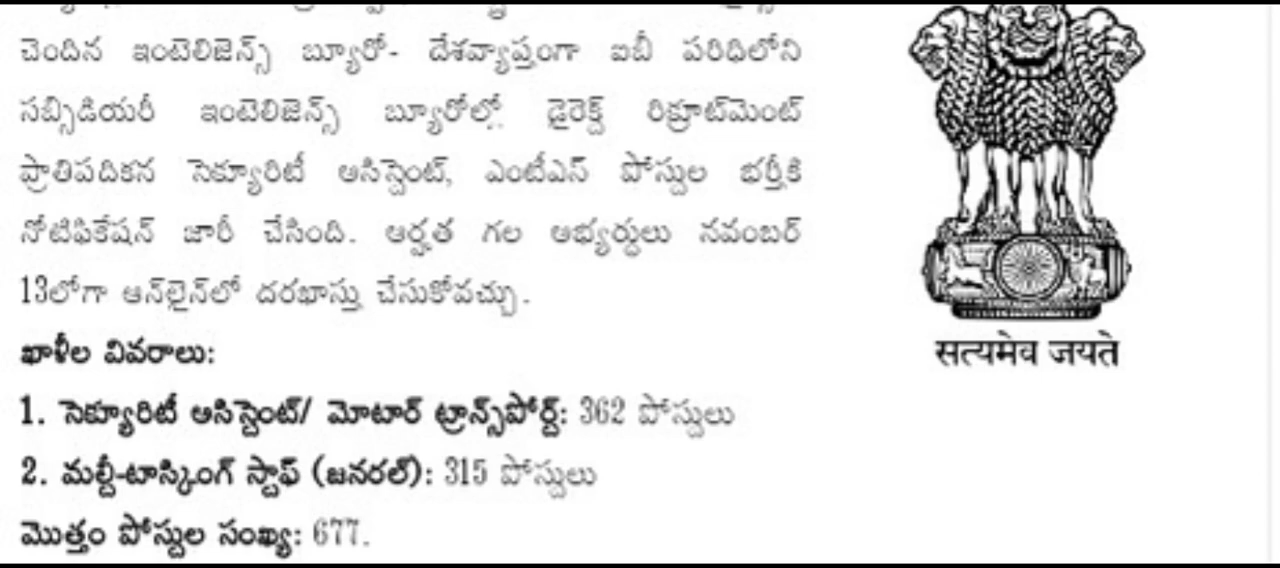 చెందిన ఇంటెలిజెన్స్ బ్యూరో- దేశవ్యాప్తంగా ఐబీ పరిధిలోని
సబ్సిడియరీ ఇంటెలిజెన్స్ బ్యూరోల్లో డైరెక్ట్ రిక్రూట్‌మెంట్
ప్రాతిపదికన సెక్యూరిటీ అసిస్టెంట్, ఎంటీఎస్ పోస్టుల భర్తీకి
నోటిఫికేషన్ జారీ చేసింది. అర్హత గల అభ్యర్థులు నవంబర్
13లోగా ఆన్‌లైన్‌లో దరఖాస్తు చేసుకోవచ్చు.
ఖాళీల వివరాలు:
1. సెక్యూరిటీ అసిస్టెంట్/ మోటార్ ట్రాన్స్‌పోర్ట్: 362 పోస్టులు
2. మల్టీ-టాస్కింగ్ స్టాఫ్ (జనరల్): 315 పోస్టులు
మొత్తం పోస్టుల సంఖ్య: 677.
सत्यमेव जयते